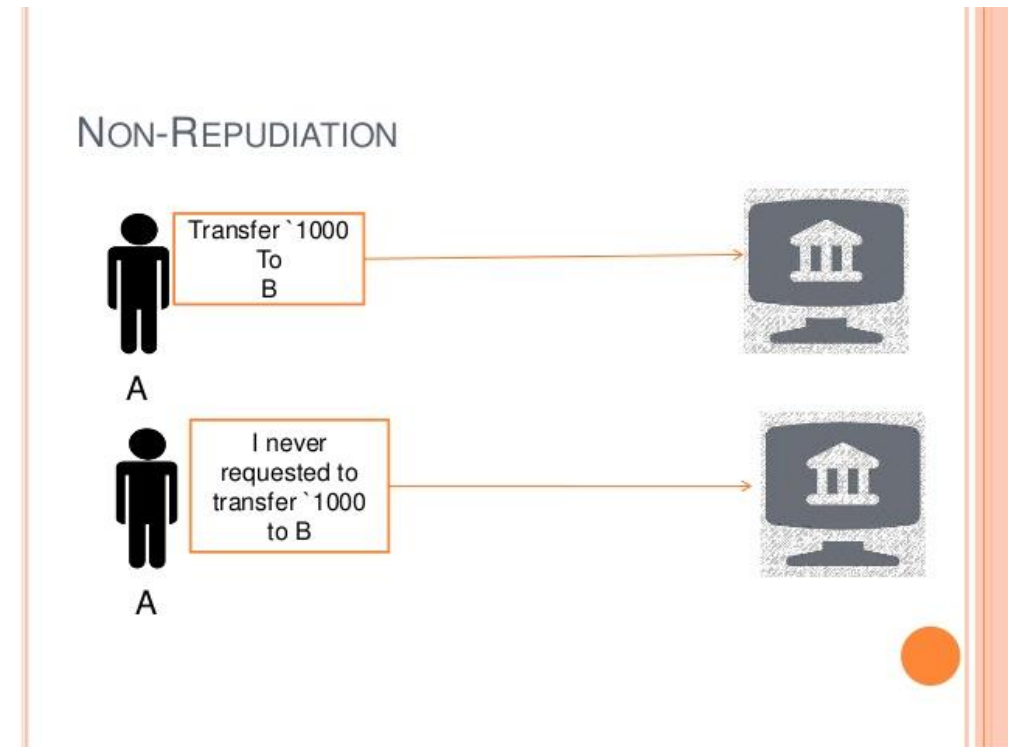 NON-REPUDIATION
Transfer `1000
To
B
A
I never
requested to
transfer `1000
to B
A